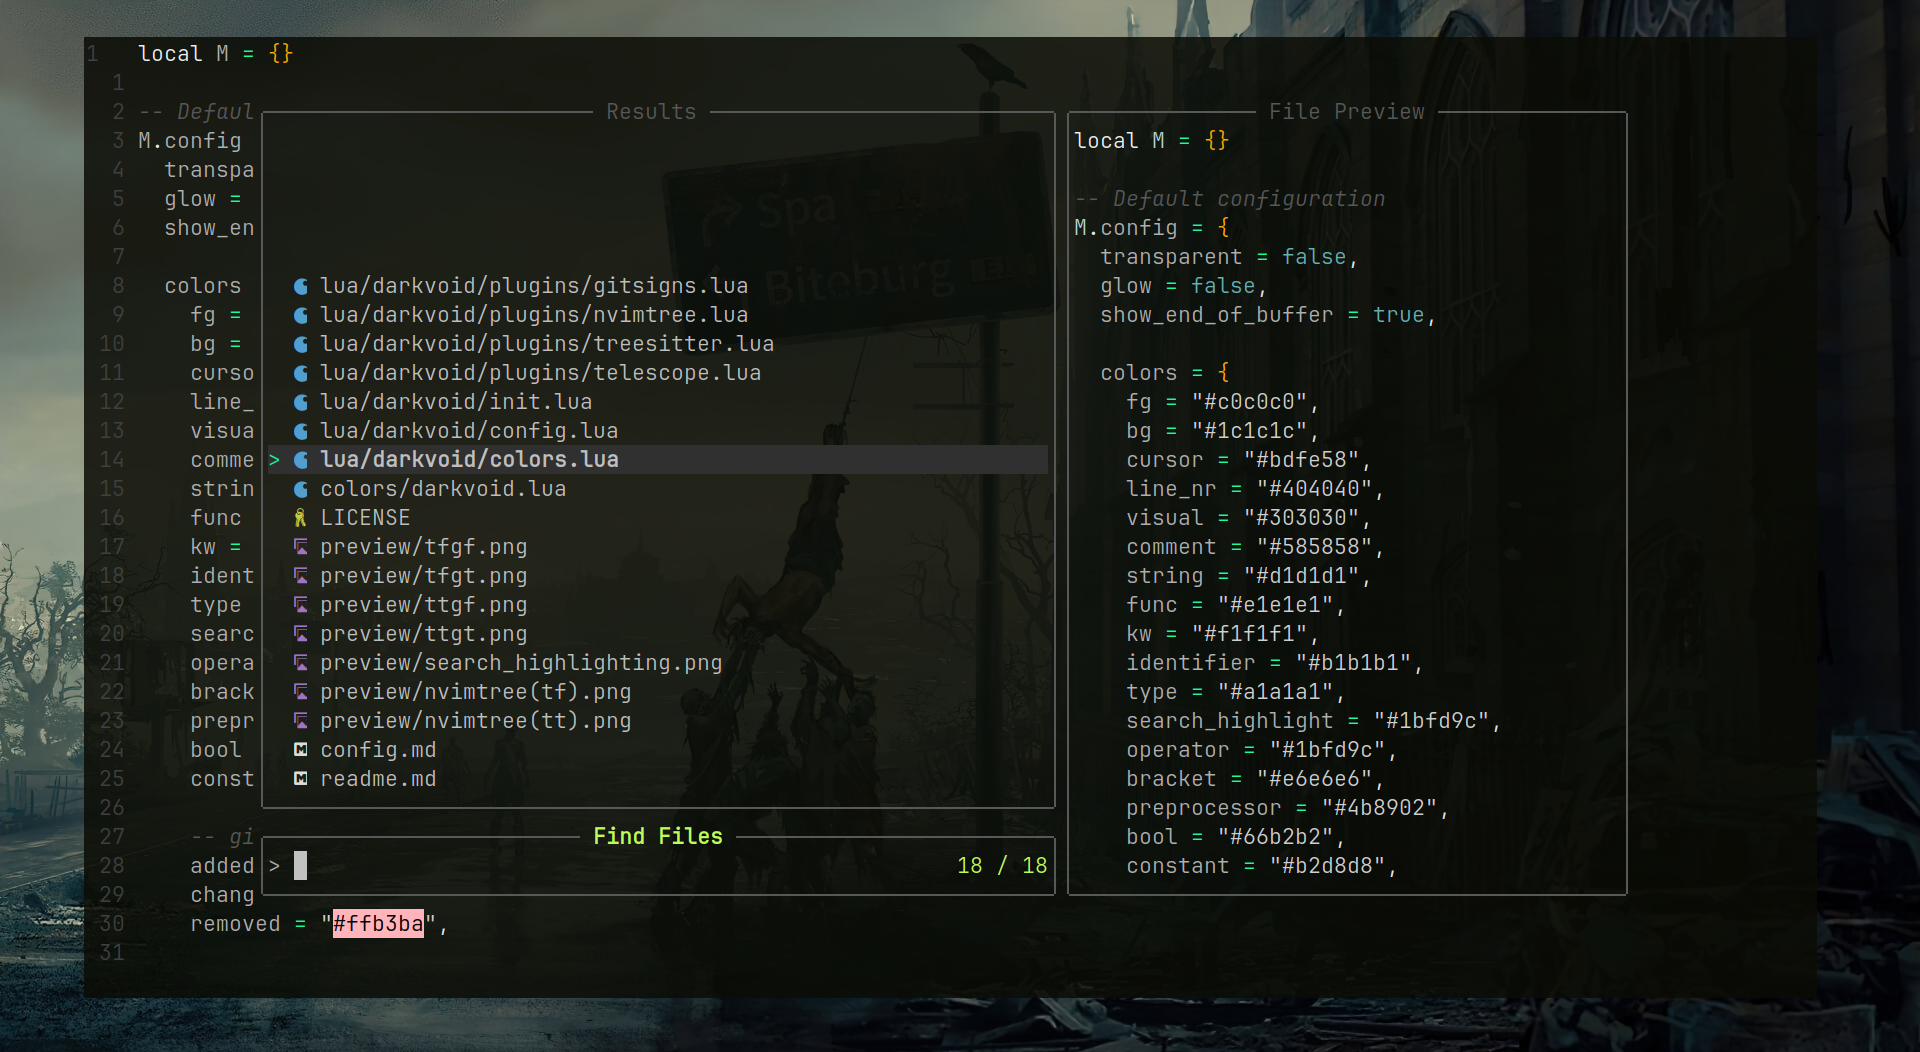 1 local M = {}
1
2 -- Defaul
3 M.config
4 transpa
5 glow =
6 show_en
7
8 colors
9 fg =
10 bg =
11 curso
12 line_
13 visua
14 comme
15 strin
16 func
17 kw =
18 ident
19 type
20 searc
21 opera
22 brack
23 prepr
24 bool
25 const
26
27 -- gi
28 added
29 chang
30 removed = "#ffb3ba",
31
Results
lua/darkvoid/plugins/gitsigns.lua
lua/darkvoid/plugins/nvimtree.lua
lua/darkvoid/plugins/treesitter.lua
lua/darkvoid/plugins/telescope.lua
lua/darkvoid/init.lua
lua/darkvoid/config.lua
> lua/darkvoid/colors.lua
colors/darkvoid.lua
LICENSE
preview/tfgf.png
preview/tfgt.png
preview/ttgf.png
preview/ttgt.png
preview/search_highlighting.png
preview/nvimtree(tf).png
preview/nvimtree(tt).png
config.md
readme.md
Find Files
> 18 / 18
File Preview
local M = {}
-- Default configuration
M.config = {
transparent = false,
glow = false,
show_end_of_buffer = true,
colors = {
fg = "#c0c0c0",
bg = "#1c1c1c",
cursor = "#bdfe58",
line_nr = "#404040",
visual = "#303030",
comment = "#585858",
string = "#d1d1d1",
func = "#e1e1e1",
kw = "#f1f1f1",
identifier = "#b1b1b1",
type = "#a1a1a1",
search_highlight = "#1bfd9c",
operator = "#1bfd9c",
bracket = "#e6e6e6",
preprocessor = "#4b8902",
bool = "#66b2b2",
constant = "#b2d8d8",
Spa
Biteburg